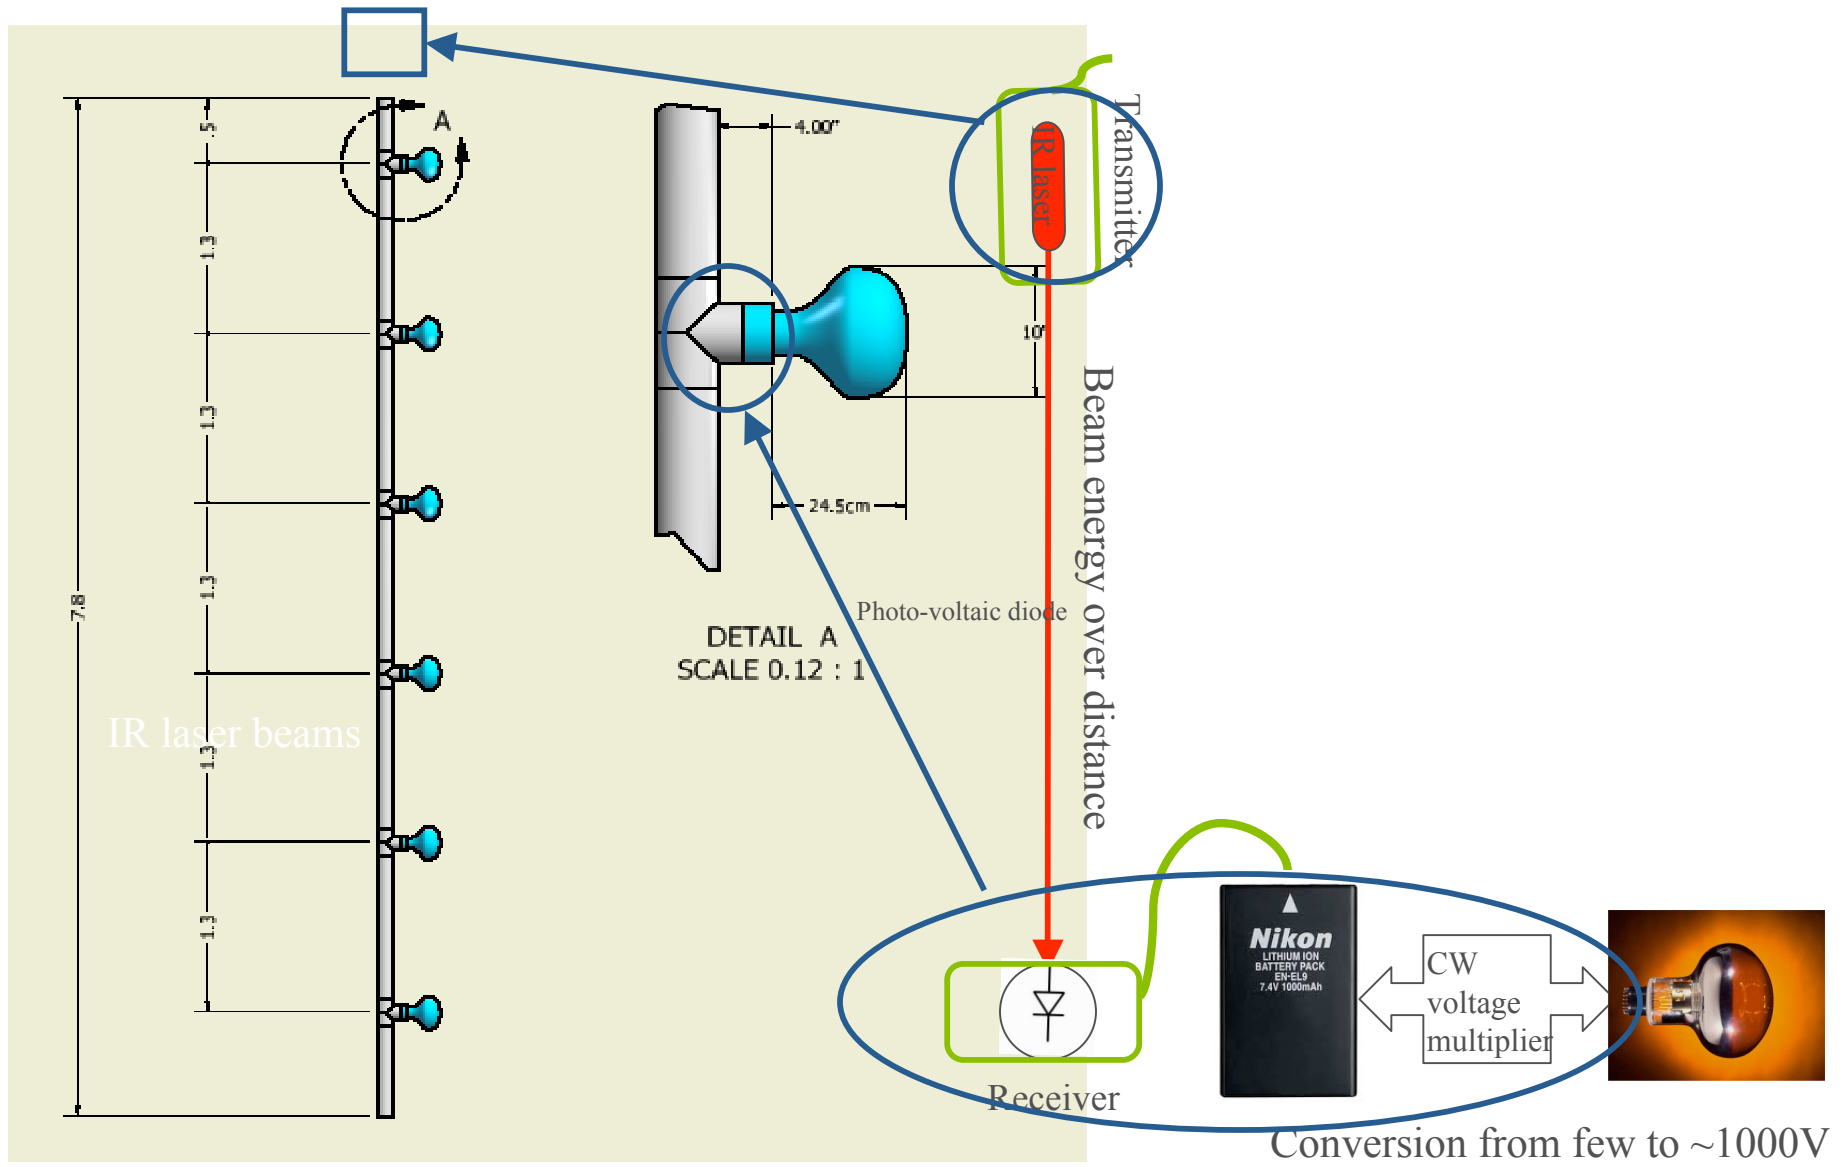 .5
A
1.3
1.3
1.3
1.3
1.3
7.8
IR laser beams
4.00"
10"
24.5cm
DETAIL A
SCALE 0.12 : 1
Transmitter
IR laser
Beam energy over distance
Photo-voltaic diode
Receiver
Nikon
LITHIUM ION
BATTERY PACK
EN-EL9
7.4V 1000mAh
CW
voltage
multiplier
Conversion from few to ~1000V